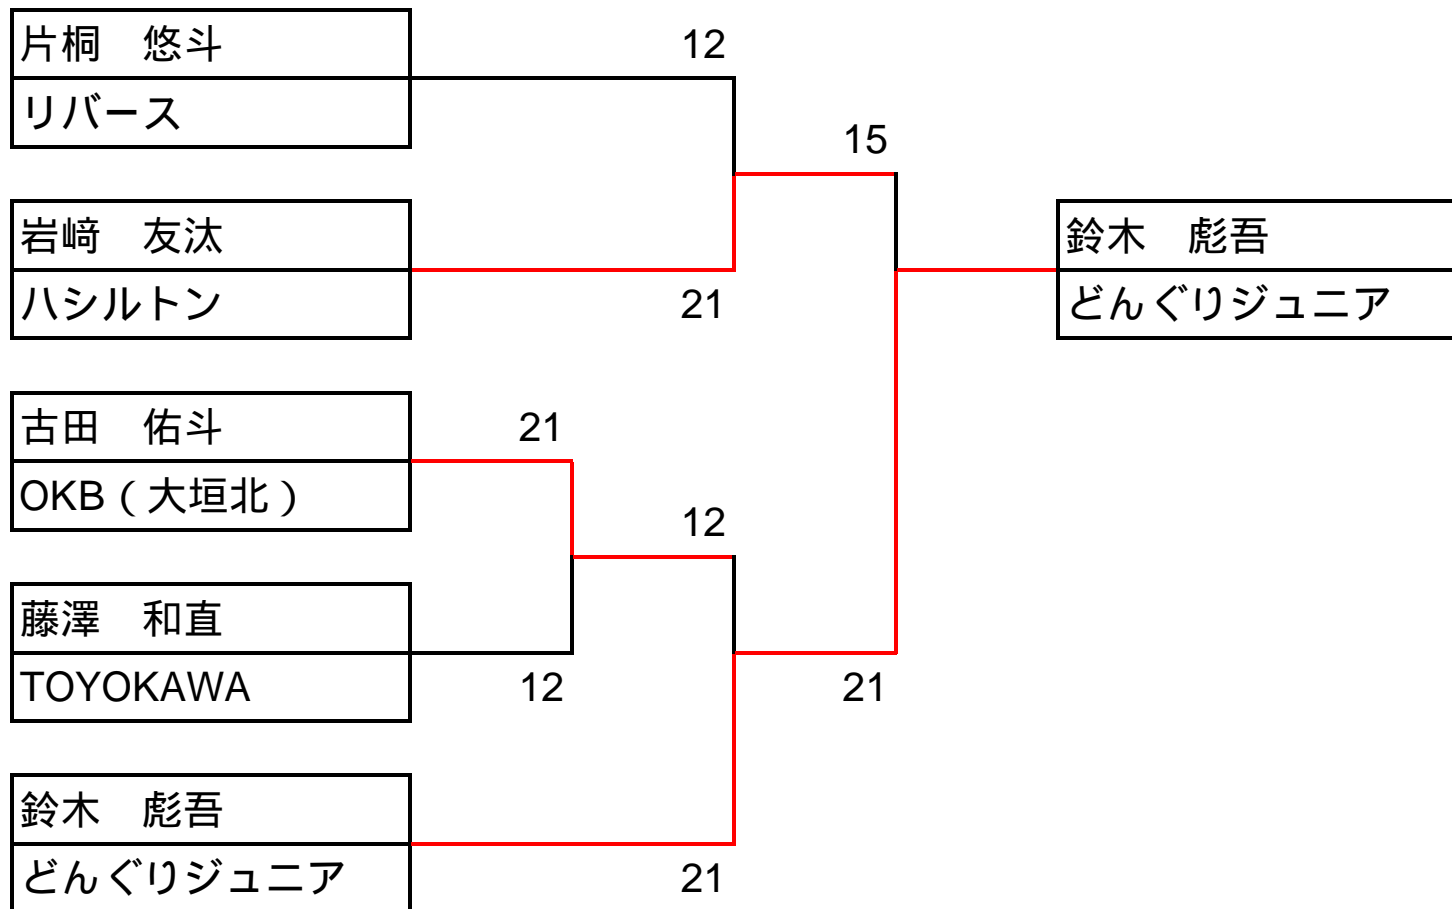 片桐　悠斗
リバース
12
15
岩﨑　友汰
ハシルトン
21
鈴木　彪吾
どんぐりジュニア
古田　佑斗
OKB（大垣北）
21
12
藤澤　和直
TOYOKAWA
12
21
鈴木　彪吾
どんぐりジュニア
21